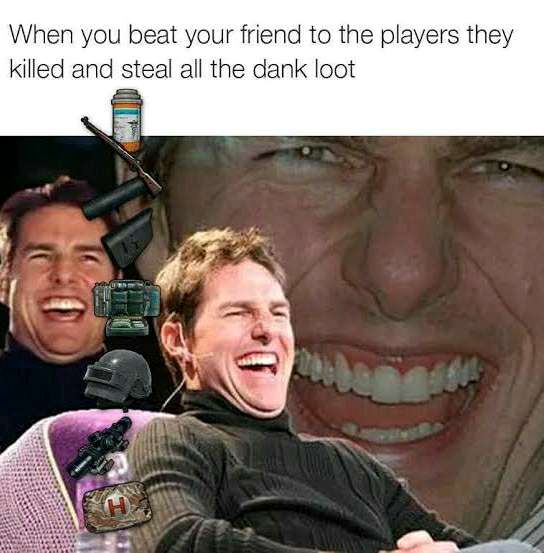 When you beat your friend to the players they
killed and steal all the dank loot
H